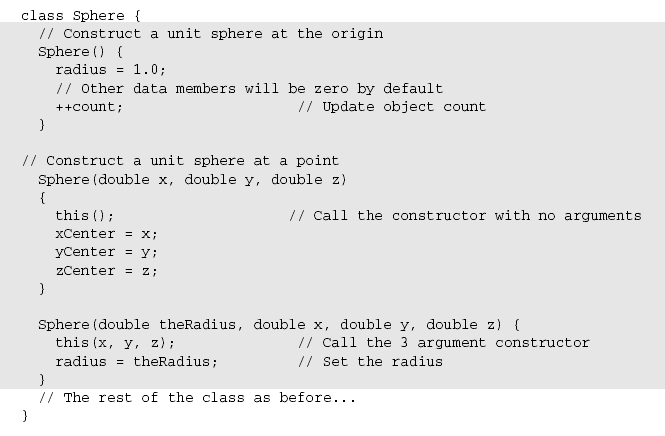 class Sphere {
// Construct a unit sphere at the origin
Sphere() {
radius = 1.0;
// Other data members will be zero by default
++count; // Update object count
}
// Construct a unit sphere at a point
Sphere(double x, double y, double z)
{
this(); // Call the constructor with no arguments
xCenter = x;
yCenter = y;
zCenter = z;
}
Sphere(double theRadius, double x, double y, double z) {
this(x, y, z); // Call the 3 argument constructor
radius = theRadius; // Set the radius
}
// The rest of the class as before...
}